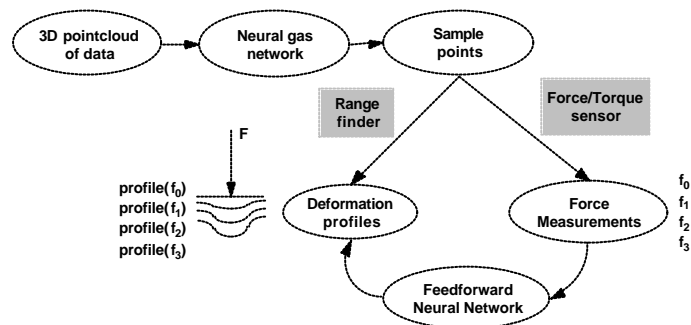 3D pointcloud
of data
Neural gas
network
Sample
points
Range
finder
Force/Torque
sensor
F
profile(f₀)
profile(f₁)
profile(f₂)
profile(f₃)
Deformation
profiles
Force
Measurements
f₀
f₁
f₂
f₃
Feedforward
Neural Network